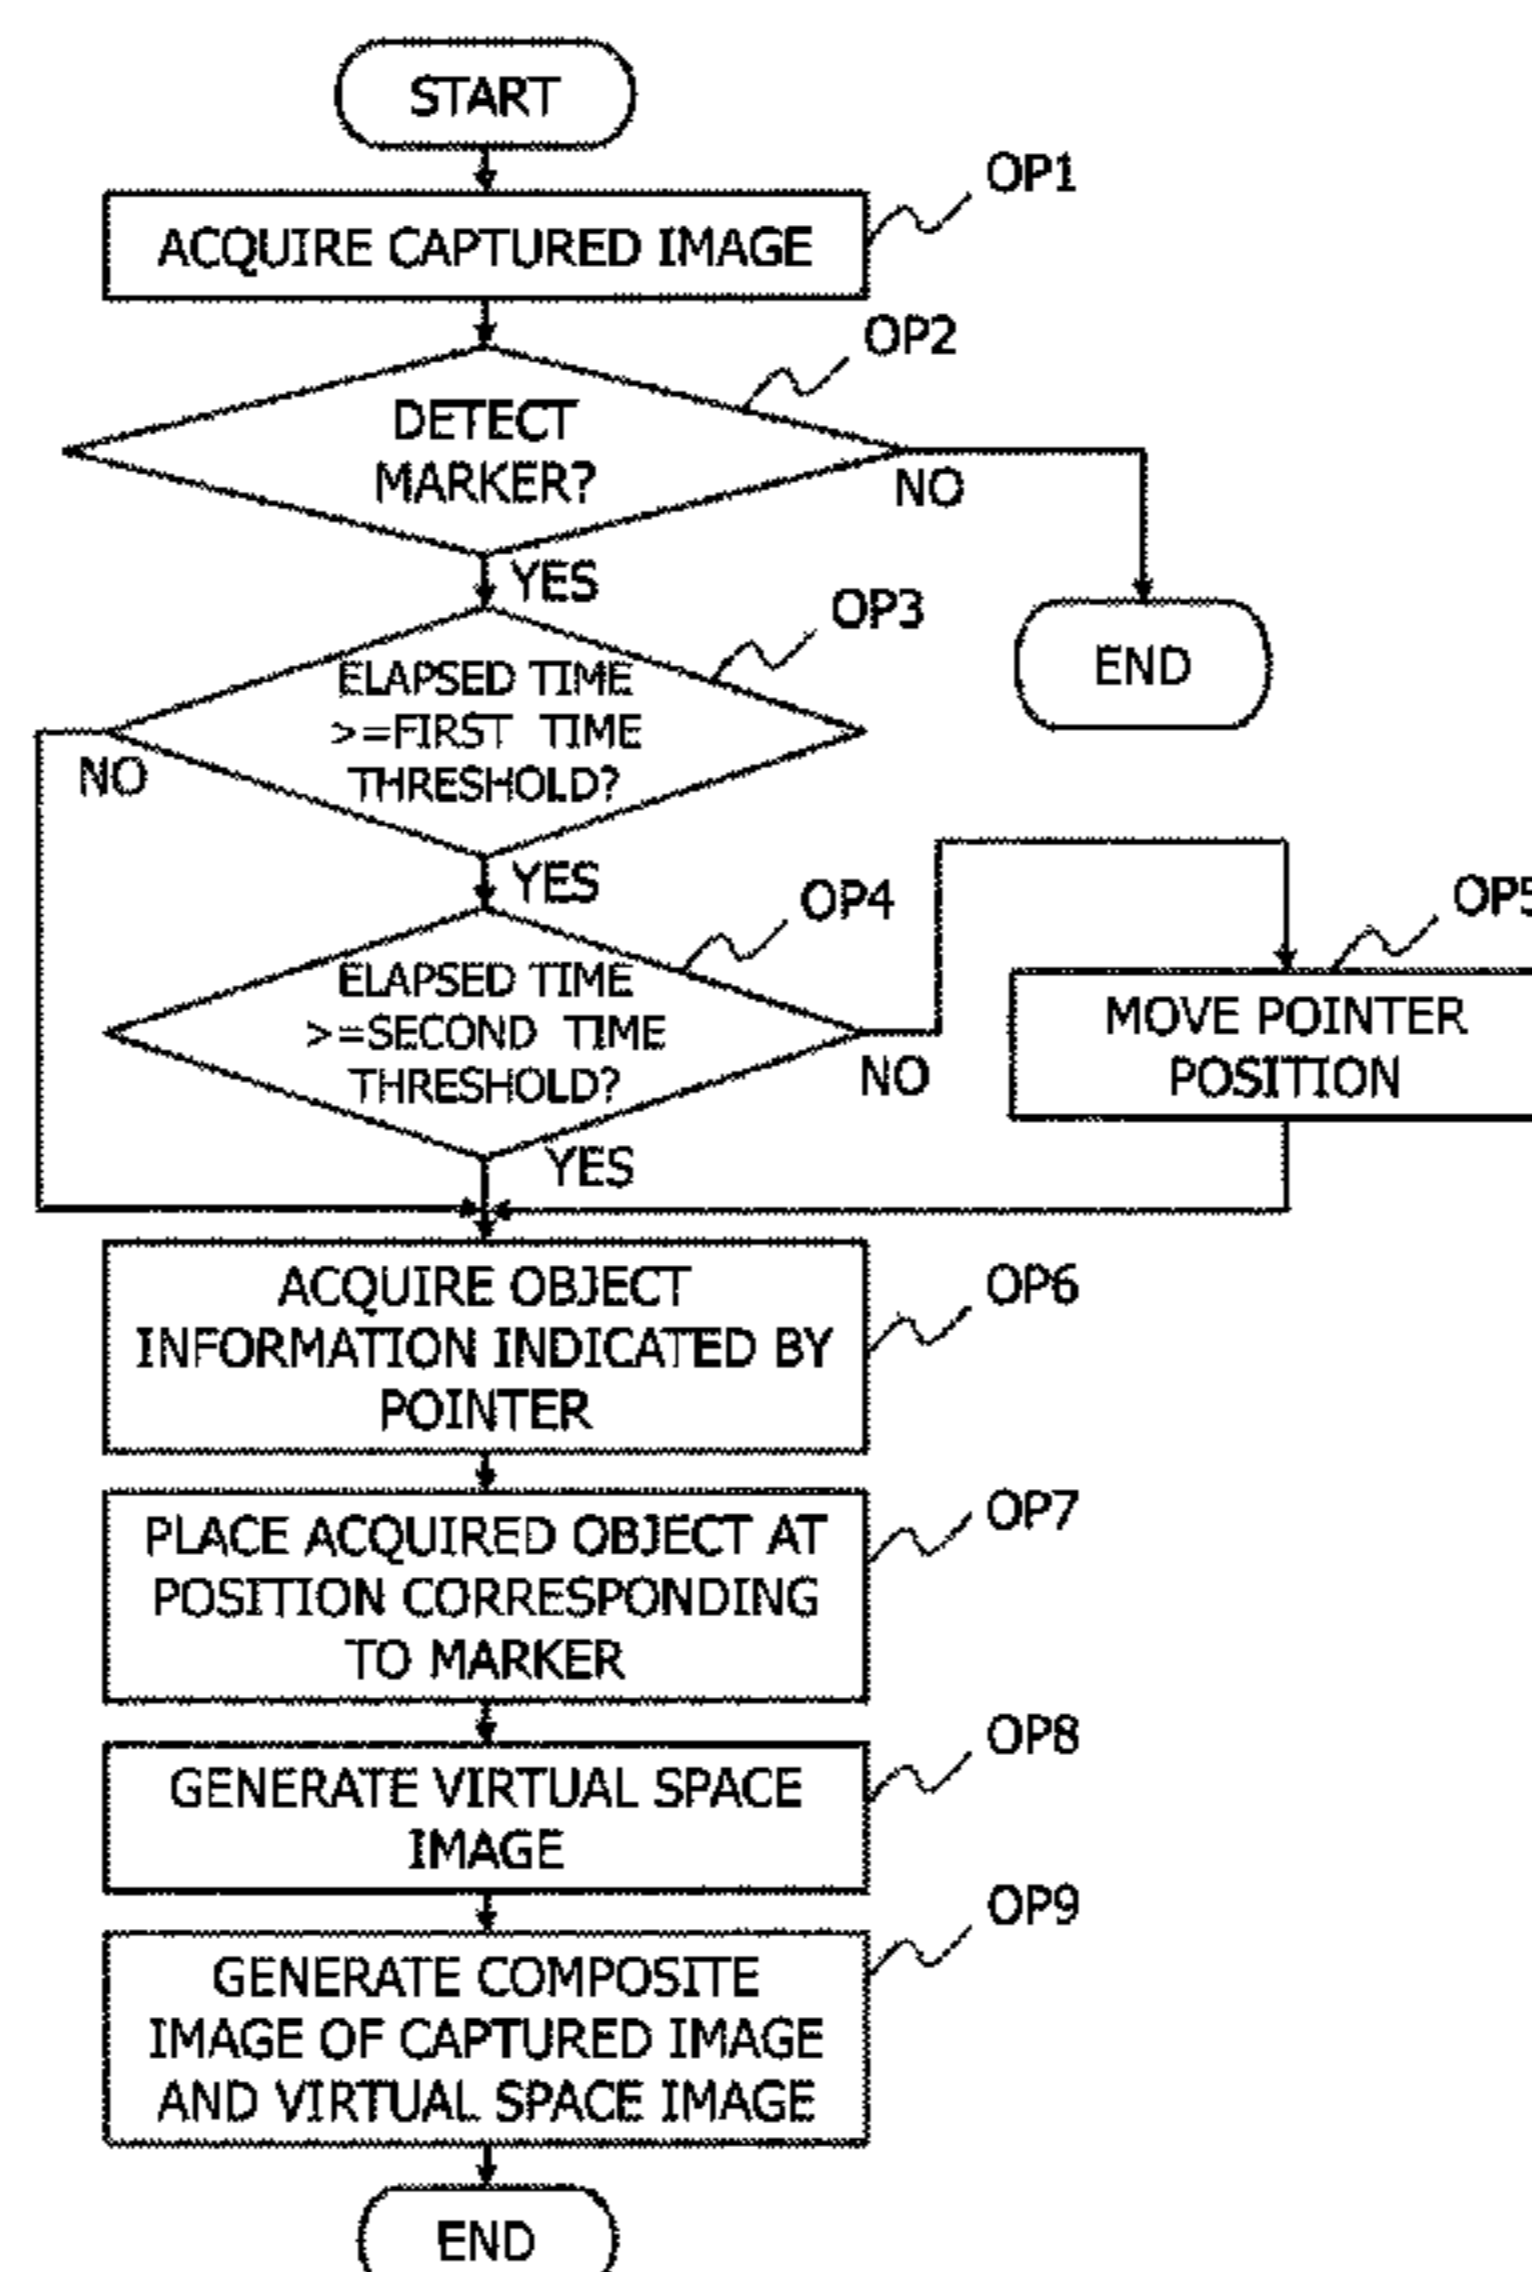 START
OP1
ACQUIRE CAPTURED IMAGE
OP2
DETECT
MARKER?
NO
YES
OP3
END
ELAPSED TIME
>=FIRST TIME
THRESHOLD?
NO
YES
OP4
OP5
ELAPSED TIME
>=SECOND TIME
THRESHOLD?
NO
MOVE POINTER
POSITION
YES
OP6
ACQUIRE OBJECT
INFORMATION INDICATED BY
POINTER
OP7
PLACE ACQUIRED OBJECT AT
POSITION CORRESPONDING
TO MARKER
OP8
GENERATE VIRTUAL SPACE
IMAGE
OP9
GENERATE COMPOSITE
IMAGE OF CAPTURED IMAGE
AND VIRTUAL SPACE IMAGE
END